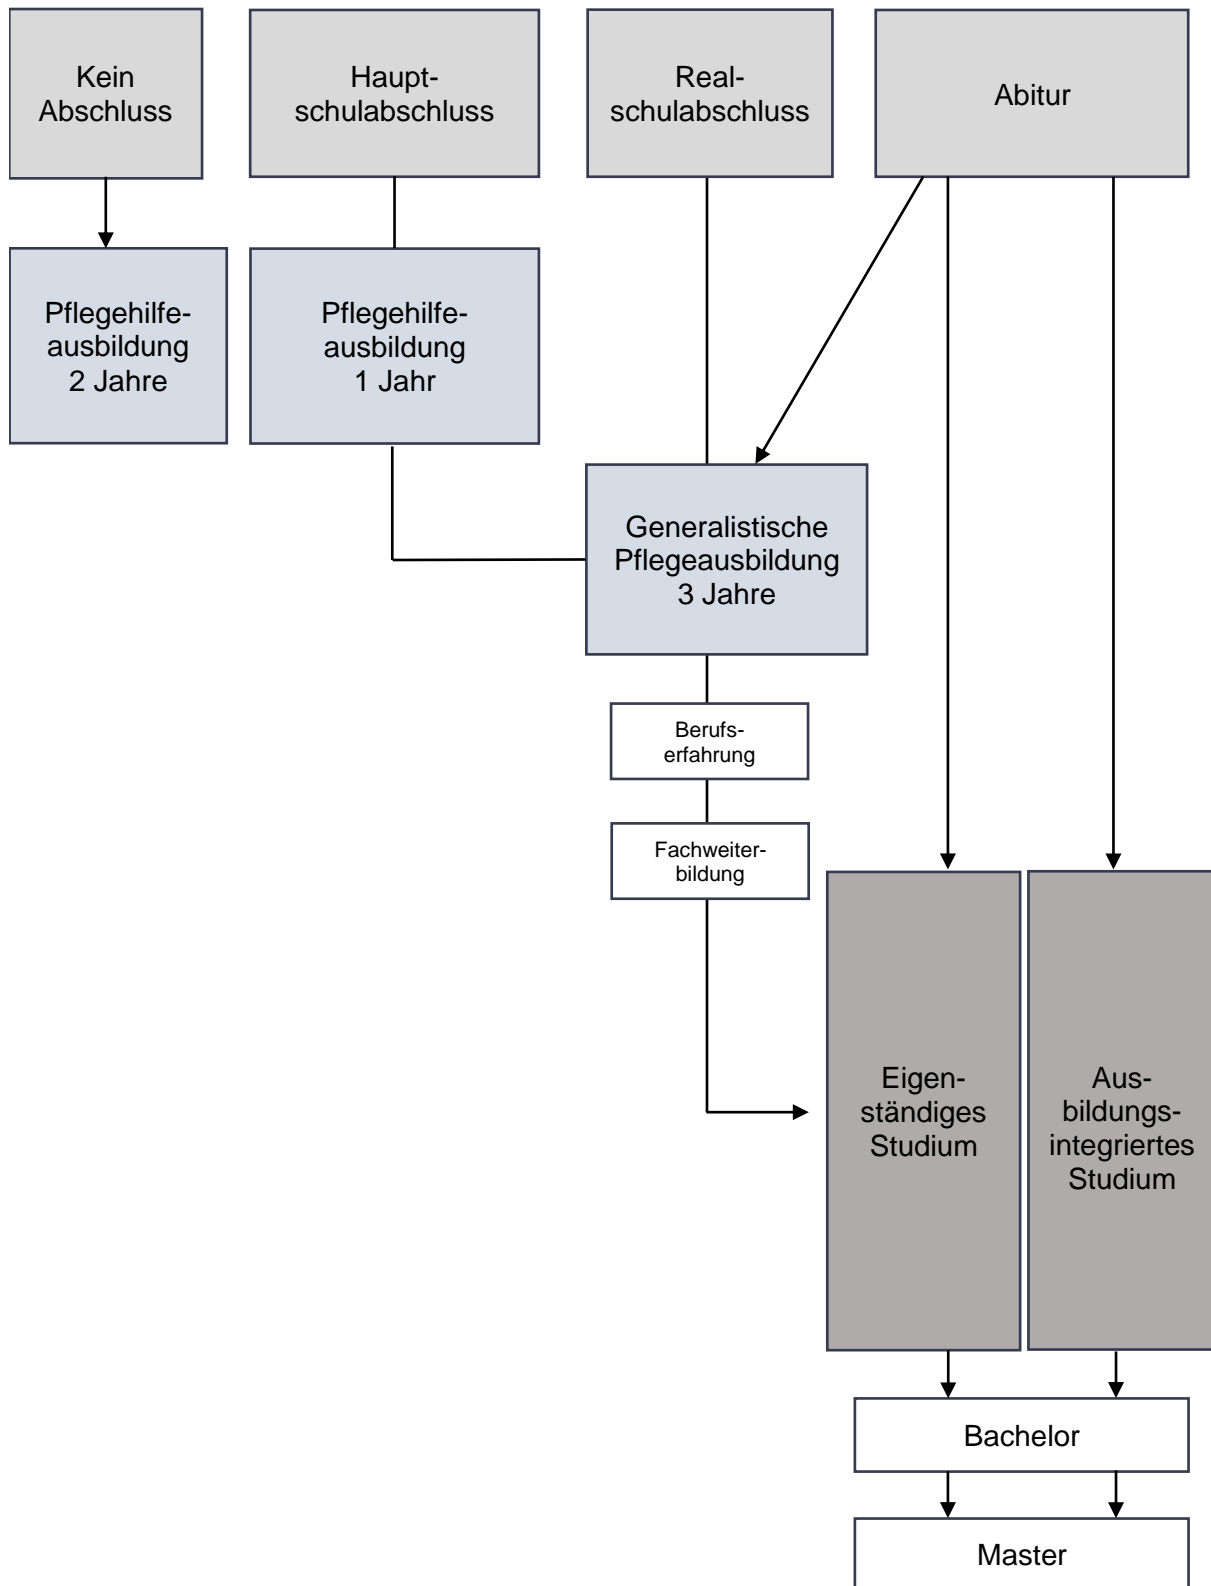 Kein
Abschluss
Haupt-
schulabschluss
Real-
schulabschluss
Abitur
Pflegehilfe-
ausbildung
2 Jahre
Pflegehilfe-
ausbildung
1 Jahr
Generalistische
Pflegeausbildung
3 Jahre
Berufs-
erfahrung
Fachweiter-
bildung
Eigen-
ständiges
Studium
Aus-
bildungs-
integriertes
Studium
Bachelor
Master